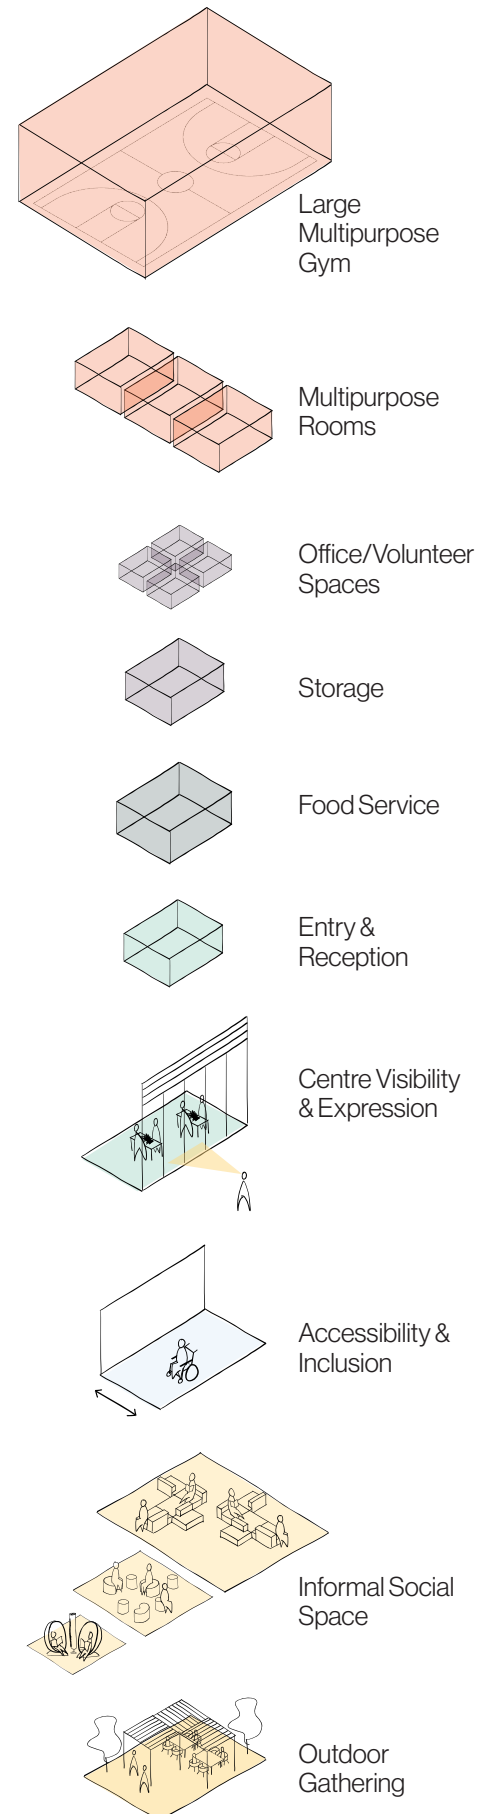 Large
Multipurpose
Gym
Multipurpose
Rooms
Office/Volunteer
Spaces
Storage
Food Service
Entry &
Reception
Centre Visibility
& Expression
Accessibility &
Inclusion
Informal Social
Space
Outdoor
Gathering